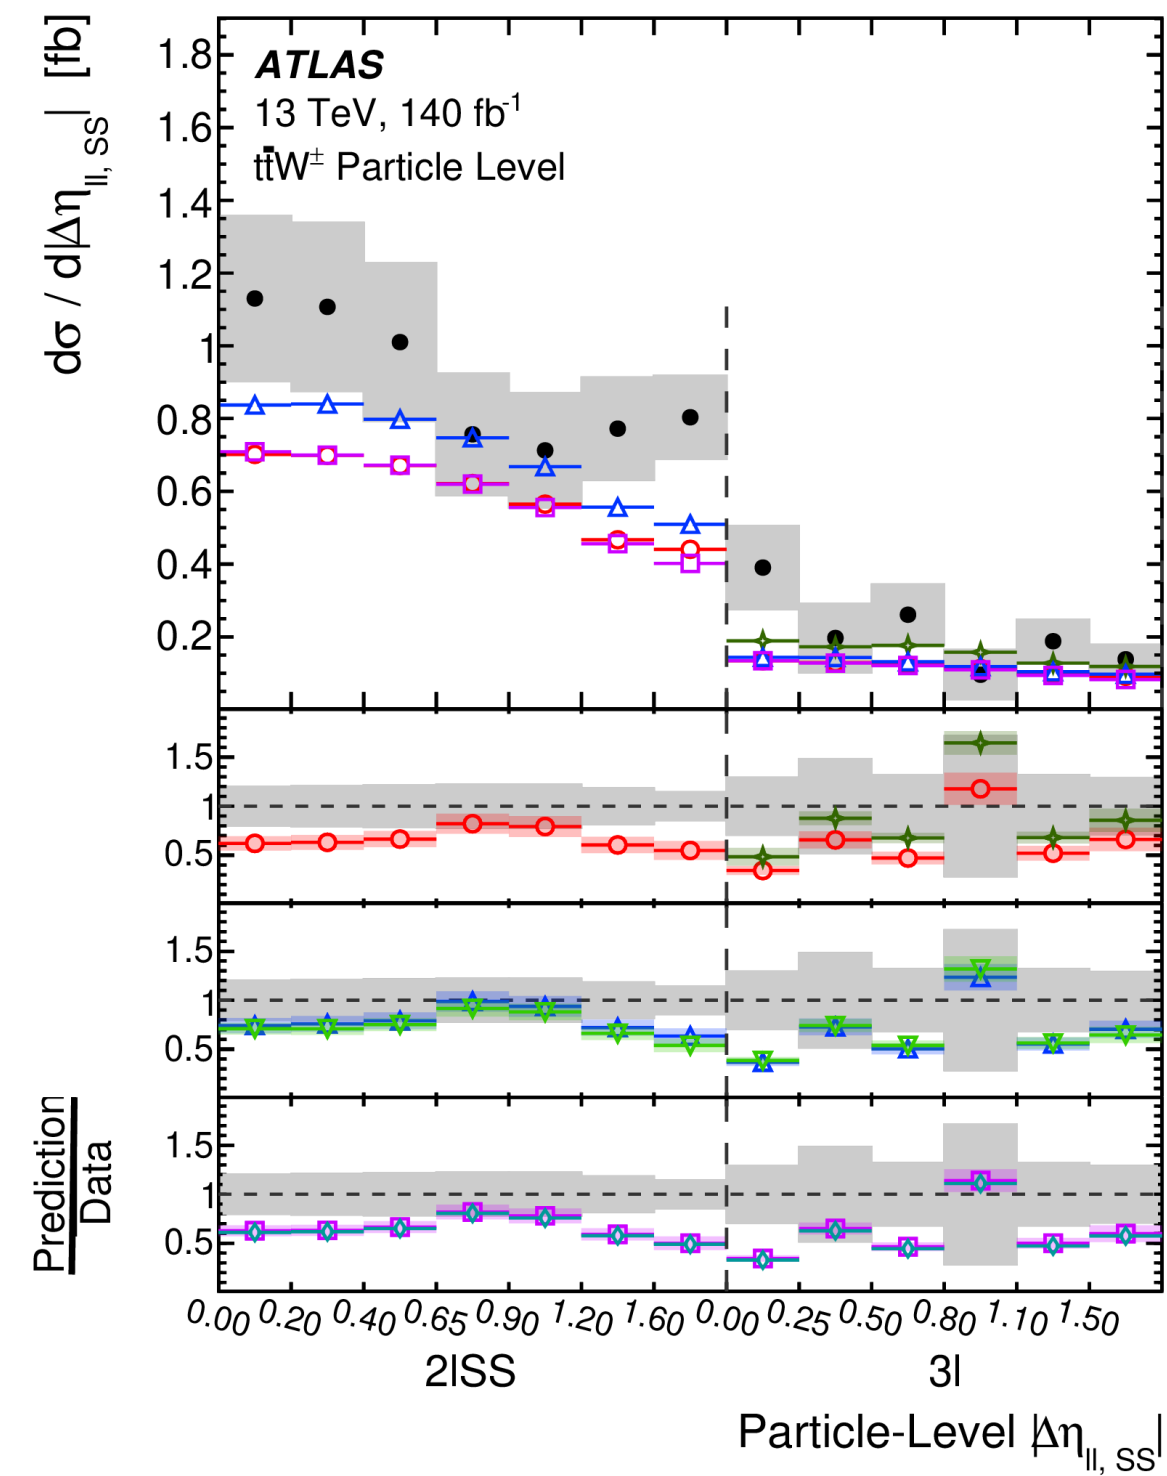 dσ / d|Δη_ll, SS| [fb]
ATLAS
13 TeV, 140 fb⁻¹
tt̄W± Particle Level
1.8
1.6
1.4
1.2
1
0.8
0.6
0.4
0.2
1.5
1
0.5
1.5
1
0.5
Prediction
Data
1.5
1
0.5
0.00 0.20 0.40 0.65 0.90 1.20 1.60 0.00 0.25 0.50 0.80 1.10 1.50
2lSS 3l
Particle-Level |Δη_ll, SS|